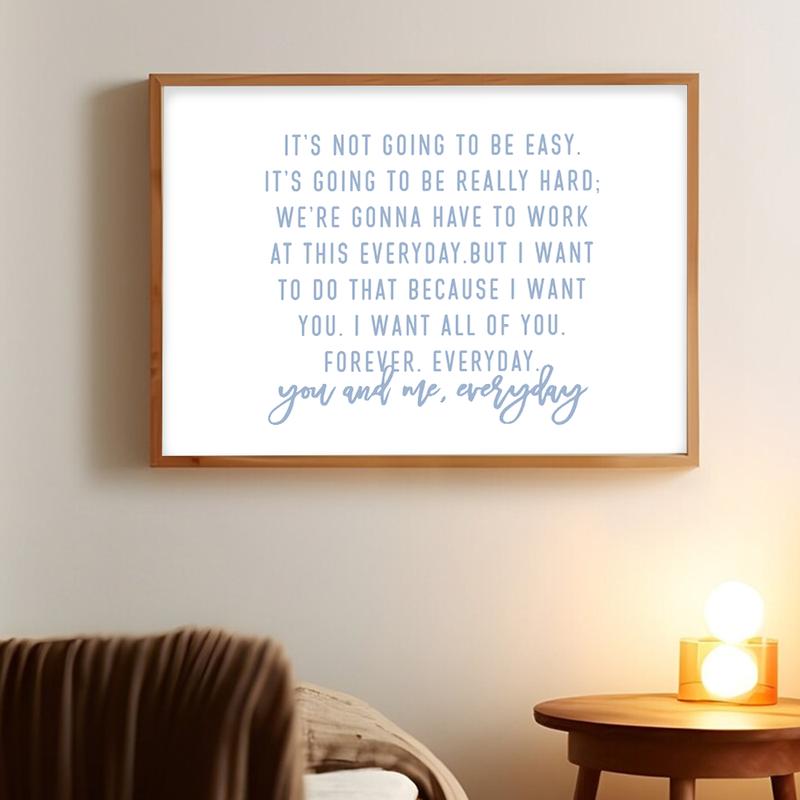 IT'S NOT GOING TO BE EASY.
IT'S GOING TO BE REALLY HARD;
WE'RE GONNA HAVE TO WORK
AT THIS EVERYDAY.BUT I WANT
TO DO THAT BECAUSE I WANT
YOU. I WANT ALL OF YOU.
FOREVER. EVERYDAY.
you and me, everyday